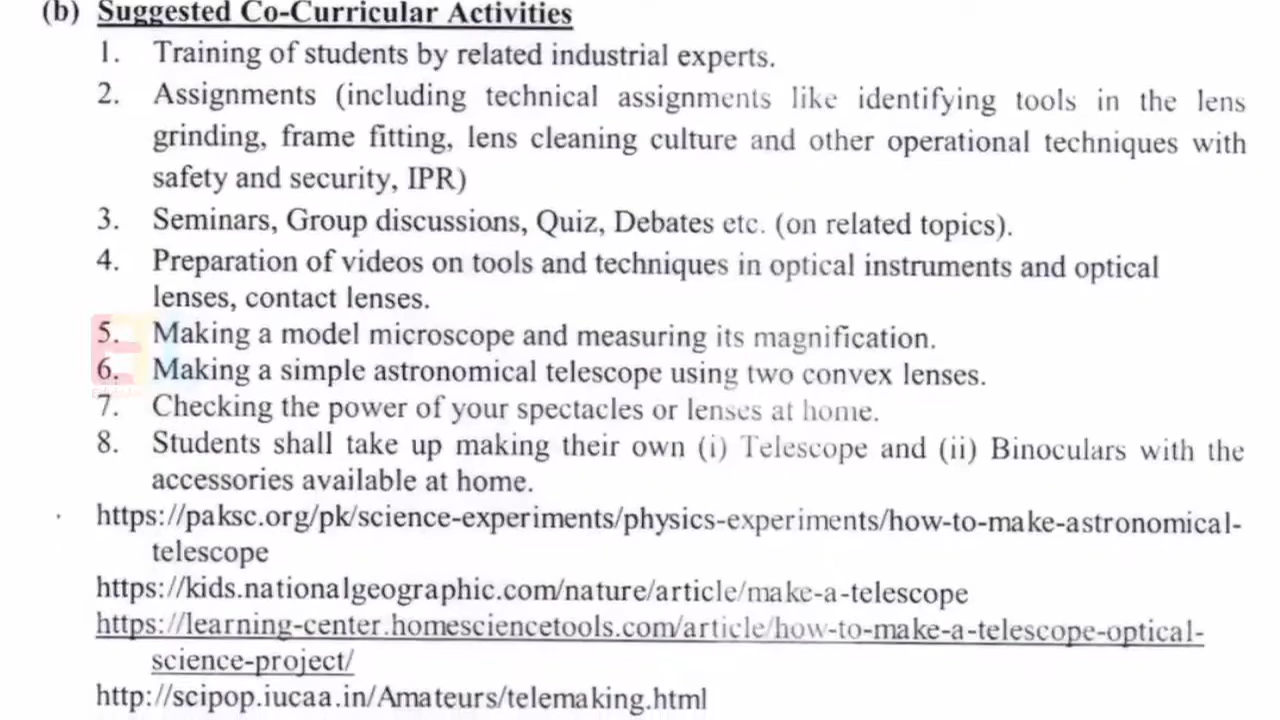 (b) Suggested Co-Curricular Activities
1. Training of students by related industrial experts.
2. Assignments (including technical assignments like identifying tools in the lens
grinding, frame fitting, lens cleaning culture and other operational techniques with
safety and security, IPR)
3. Seminars, Group discussions, Quiz, Debates etc. (on related topics).
4. Preparation of videos on tools and techniques in optical instruments and optical
lenses, contact lenses.
5. Making a model microscope and measuring its magnification.
6. Making a simple astronomical telescope using two convex lenses.
7. Checking the power of your spectacles or lenses at home.
8. Students shall take up making their own (i) Telescope and (ii) Binoculars with the
accessories available at home.
https://paksc.org/pk/science-experiments/physics-experiments/how-to-make-astronomical-
telescope
https://kids.nationalgeographic.com/nature/article/make-a-telescope
https://learning-center.homesciencetools.com/article/how-to-make-a-telescope-optical-
science-project/
http://scipop.iucaa.in/Amateurs/telemaking.html